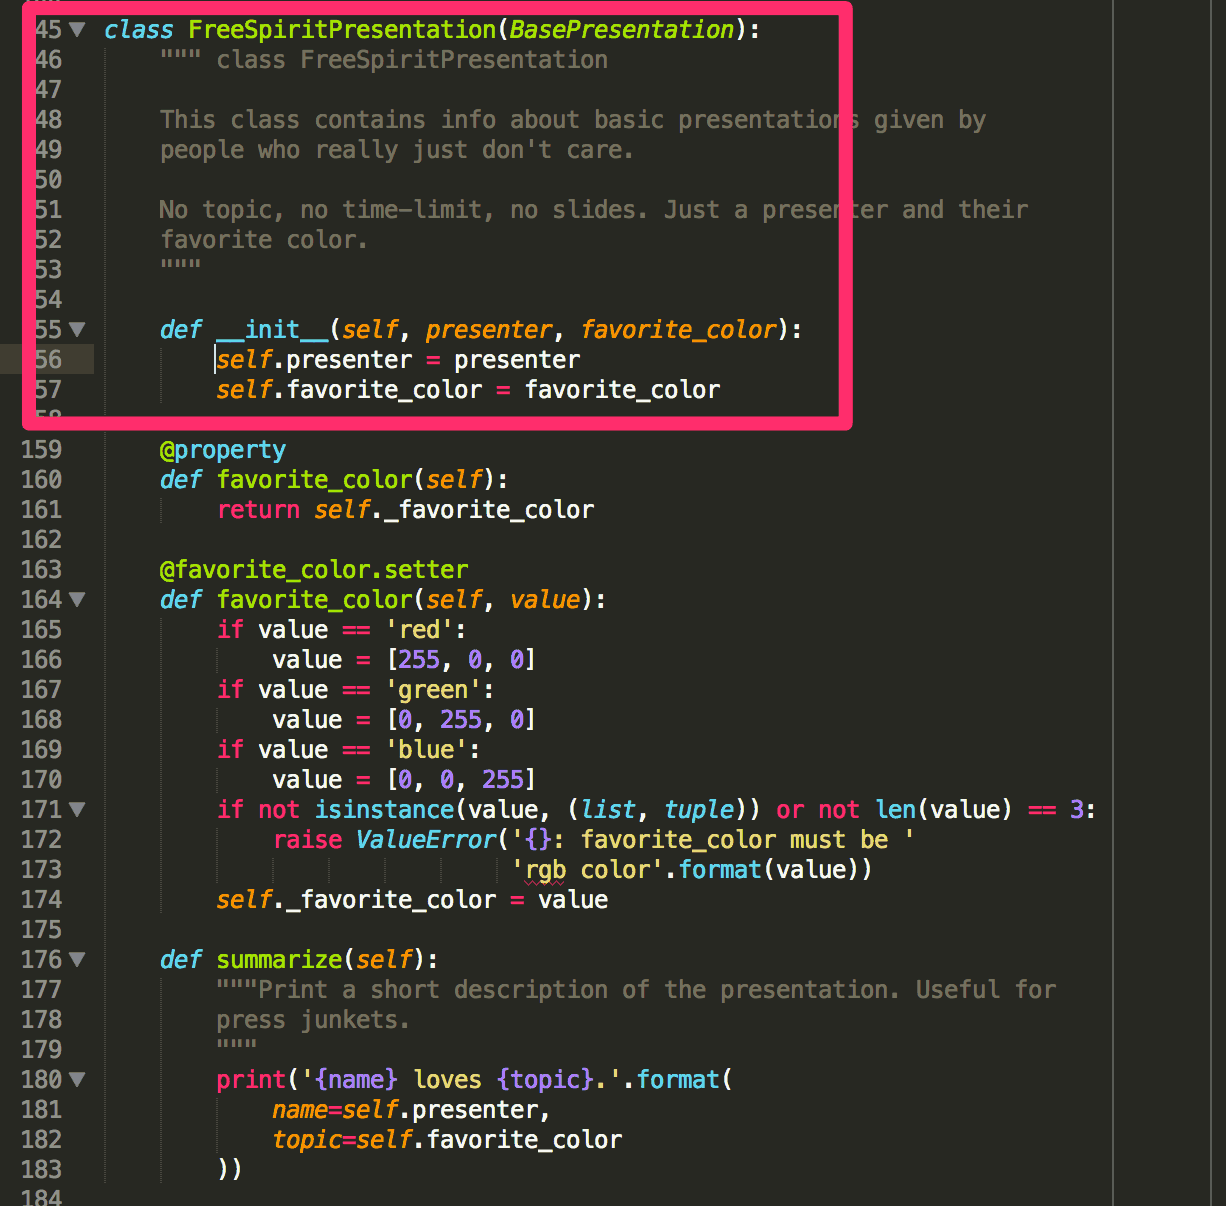 45 class FreeSpiritPresentation(BasePresentation):
46 """ class FreeSpiritPresentation
47
48 This class contains info about basic presentations given by
49 people who really just don't care.
50
51 No topic, no time-limit, no slides. Just a presenter and their
52 favorite color.
53 """
54
55 def __init__(self, presenter, favorite_color):
56 self.presenter = presenter
57 self.favorite_color = favorite_color
58
159 @property
160 def favorite_color(self):
161 return self._favorite_color
162
163 @favorite_color.setter
164 def favorite_color(self, value):
165 if value == 'red':
166 value = [255, 0, 0]
167 if value == 'green':
168 value = [0, 255, 0]
169 if value == 'blue':
170 value = [0, 0, 255]
171 if not isinstance(value, (list, tuple)) or not len(value) == 3:
172 raise ValueError('{}: favorite_color must be '
173 'rgb color'.format(value))
174 self._favorite_color = value
175
176 def summarize(self):
177 """Print a short description of the presentation. Useful for
178 press junkets.
179 """
180 print('{name} loves {topic}.'.format(
181 name=self.presenter,
182 topic=self.favorite_color
183 ))
184